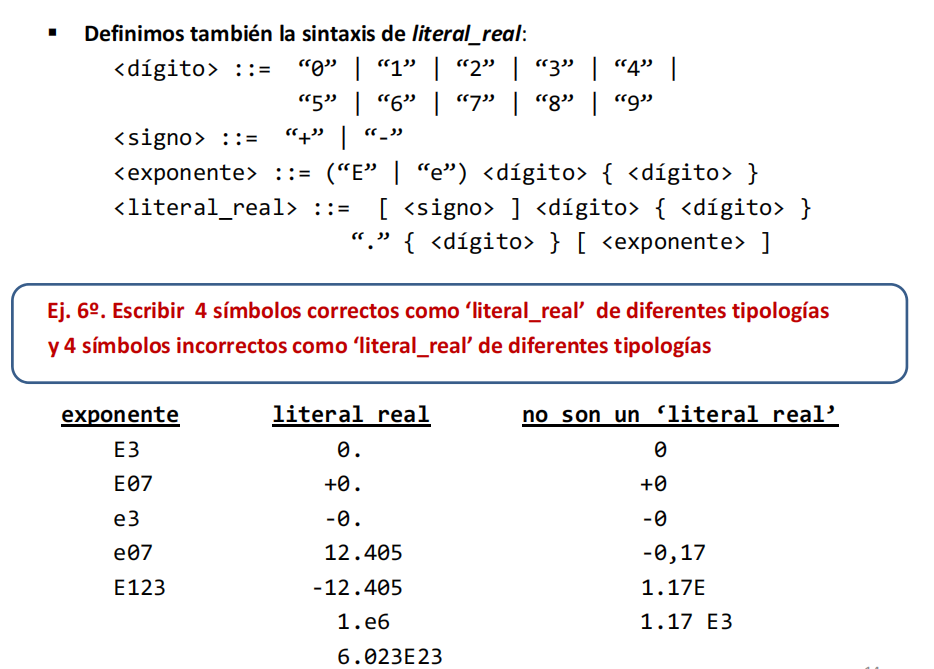 ▪ Definimos también la sintaxis de literal_real:
<dígito> ::= “0” | “1” | “2” | “3” | “4” |
“5” | “6” | “7” | “8” | “9”
<signo> ::= “+” | “-”
<exponente> ::= (“E” | “e”) <dígito> { <dígito> }
<literal_real> ::= [ <signo> ] <dígito> { <dígito> }
“.” { <dígito> } [ <exponente> ]
Ej. 6º. Escribir 4 símbolos correctos como ‘literal_real’ de diferentes tipologías
y 4 símbolos incorrectos como ‘literal_real’ de diferentes tipologías
exponente literal real no son un ‘literal real’
E3 0. 0
E07 +0. +0
e3 -0. -0
e07 12.405 -0,17
E123 -12.405 1.17E
1.e6 1.17 E3
6.023E23